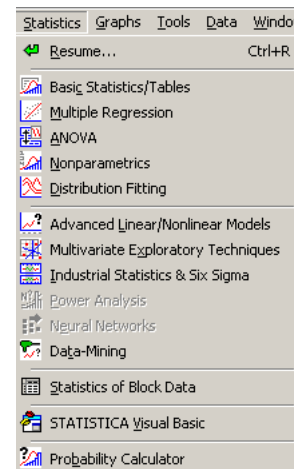 Statistics Graphs Tools Data Windo
Resume... Ctrl+R
Basic Statistics/Tables
Multiple Regression
ANOVA
Nonparametrics
Distribution Fitting
Advanced Linear/Nonlinear Models
Multivariate Exploratory Techniques
Industrial Statistics & Six Sigma
Power Analysis
Neural Networks
Data-Mining
Statistics of Block Data
STATISTICA Visual Basic
Probability Calculator